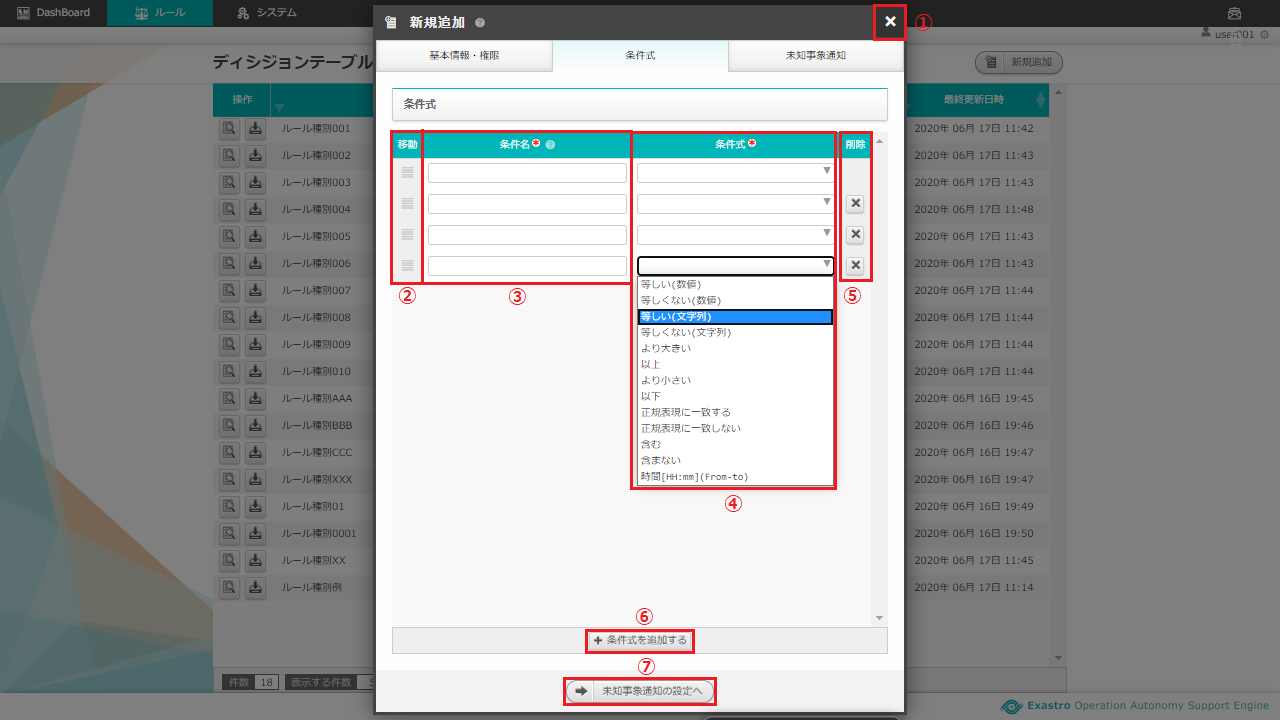 DashBoard
ルール
システム
user001
ディシジョンテーブル
新規追加
新規追加
①
基本情報・権限
条件式
未知事象通知
操作
最終更新日時
条件式
移動
条件名*
条件式*
削除
ルール種別001
2020年 06月 17日 11:42
ルール種別002
2020年 06月 17日 11:43
ルール種別003
2020年 06月 17日 11:43
ルール種別004
2020年 06月 17日 11:48
ルール種別005
2020年 06月 17日 11:43
ルール種別006
2020年 06月 17日 11:43
ルール種別007
2020年 06月 17日 11:44
ルール種別008
2020年 06月 17日 11:44
ルール種別009
2020年 06月 17日 11:44
ルール種別010
2020年 06月 17日 11:44
ルール種別AAA
2020年 06月 16日 19:45
ルール種別BBB
2020年 06月 16日 19:46
ルール種別CCC
2020年 06月 16日 19:47
ルール種別XXX
2020年 06月 16日 19:47
ルール種別01
2020年 06月 16日 19:49
ルール種別0001
2020年 06月 16日 19:50
ルール種別XX
2020年 06月 17日 11:45
ルール種別例
2020年 06月 17日 11:14
②
③
⑤
等しい(数値)
等しくない(数値)
等しい(文字列)
等しくない(文字列)
より大きい
以上
より小さい
以下
正規表現に一致する
正規表現に一致しない
含む
含まない
時間[HH:mm](From-to)
④
⑥
+ 条件式を追加する
⑦
未知事象通知の設定へ
件数 18 表示する件数
Exastro Operation Autonomy Support Engine